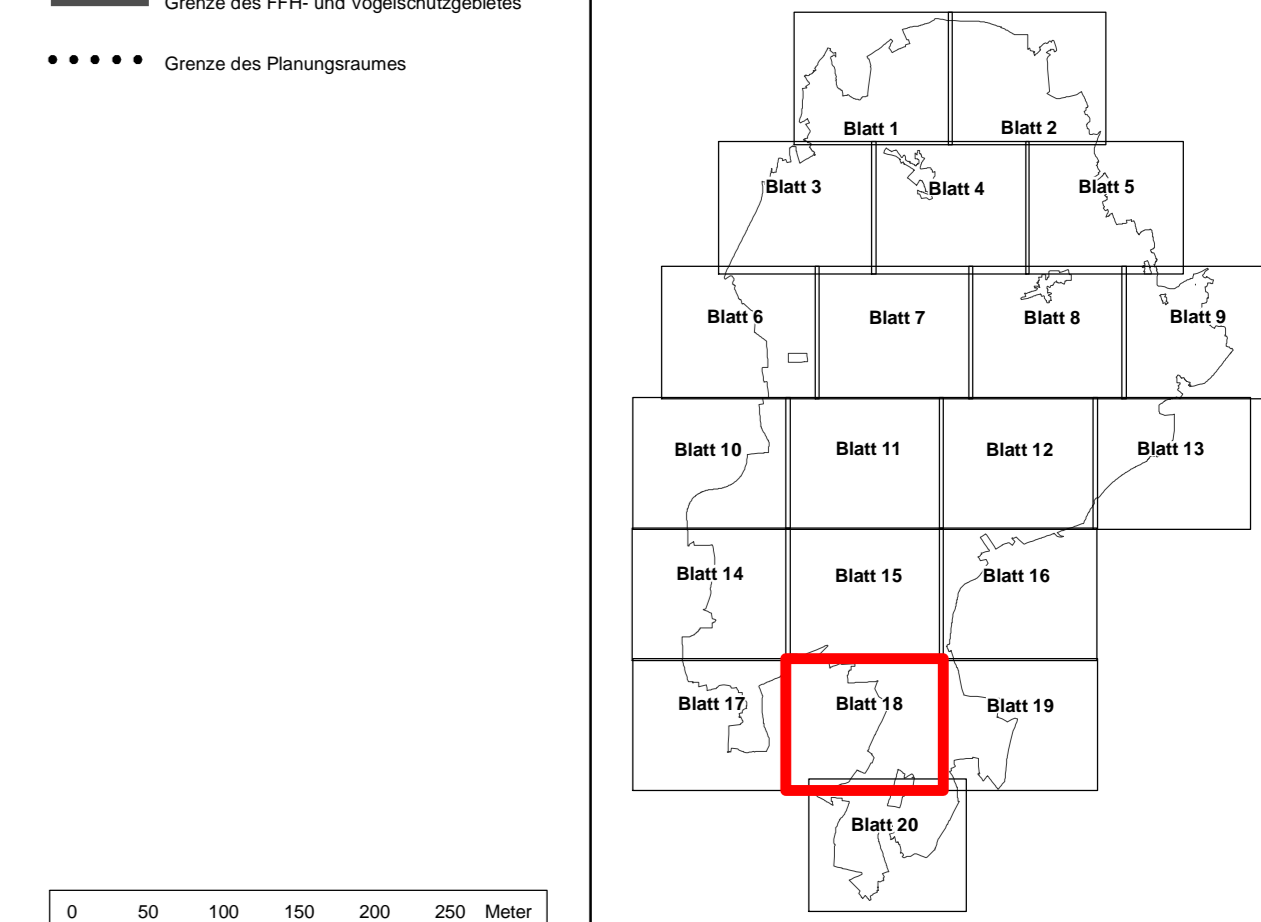 Grenze des FFH- und Vogelschutzgebietes
Grenze des Planungsraumes
0 50 100 150 200 250 Meter
Blatt 1 Blatt 2
Blatt 3 Blatt 4 Blatt 5
Blatt 6 Blatt 7 Blatt 8 Blatt 9
Blatt 10 Blatt 11 Blatt 12 Blatt 13
Blatt 14 Blatt 15 Blatt 16
Blatt 17 Blatt 18 Blatt 19
Blatt 20